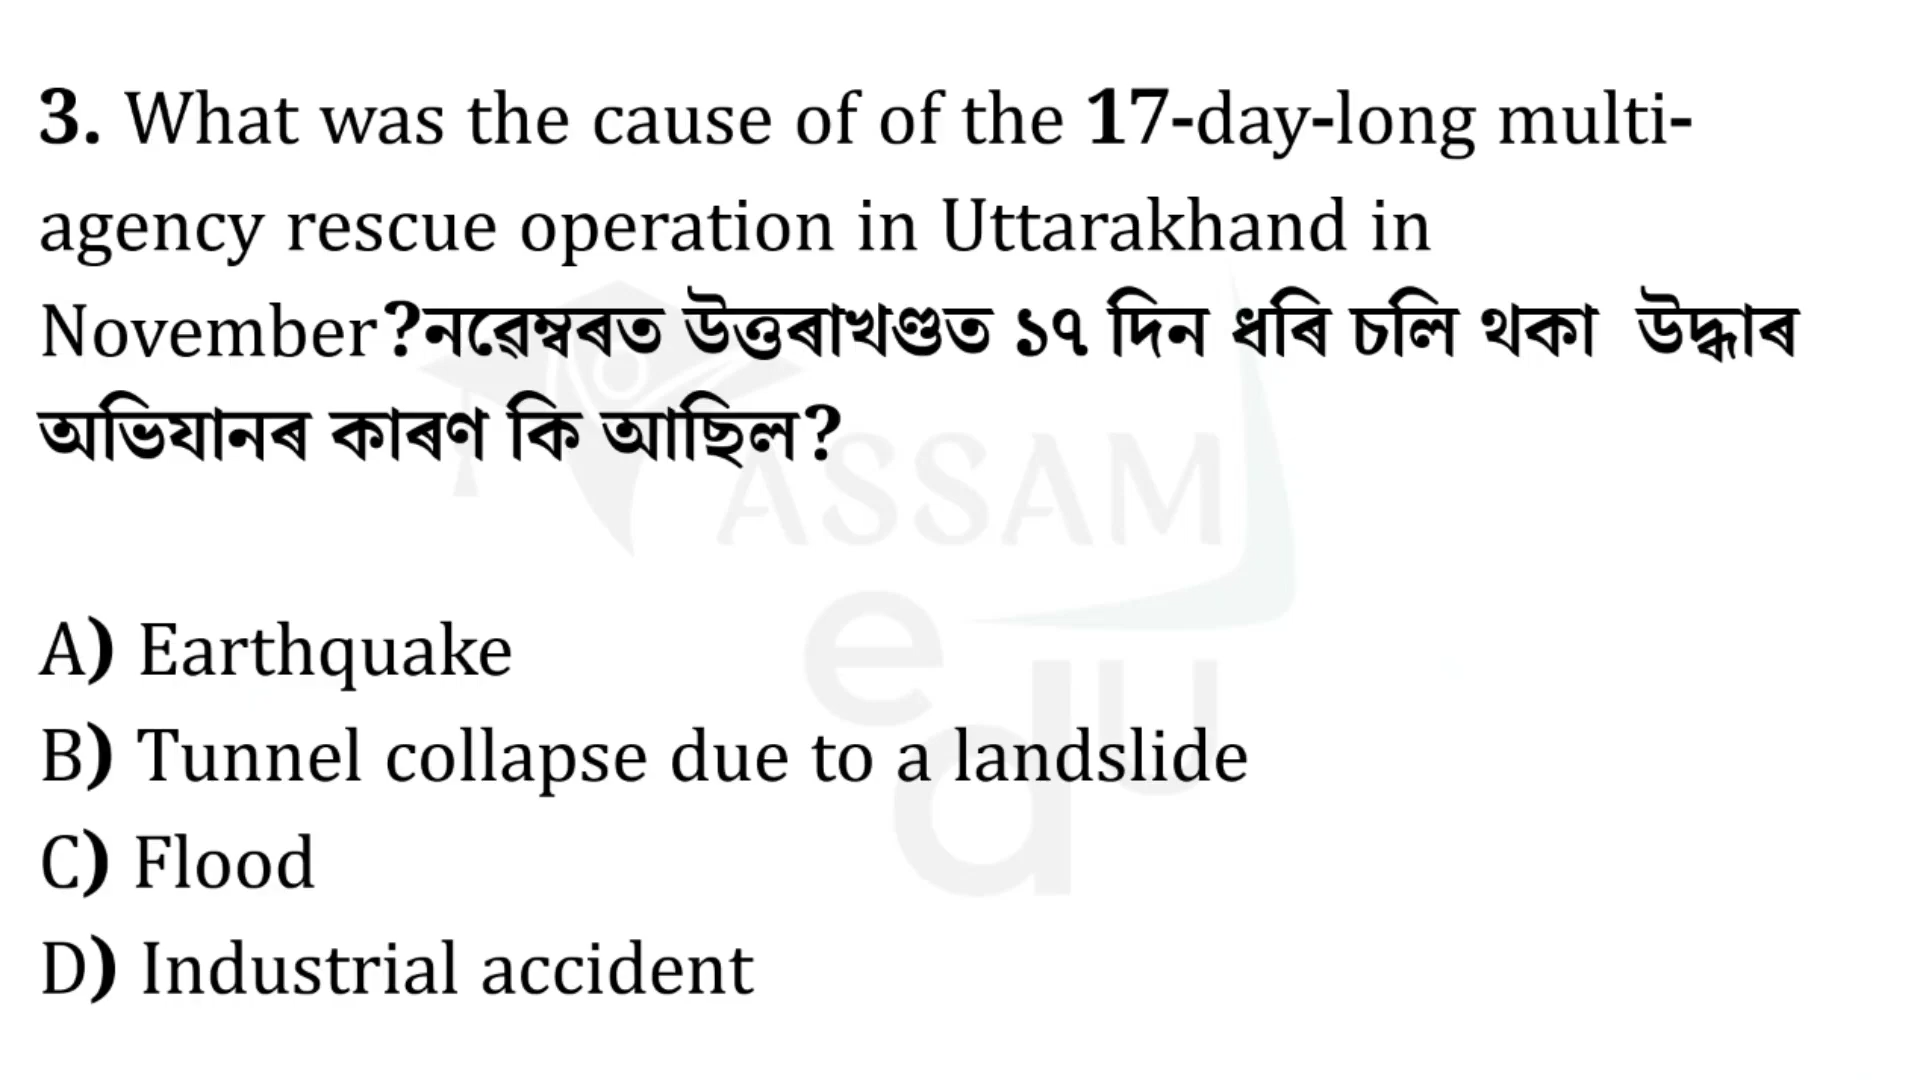 3. What was the cause of of the 17-day-long multi-
agency rescue operation in Uttarakhand in
November?নৱেম্বৰত উত্তৰাখণ্ডত ১৭ দিন ধৰি চলি থকা উদ্ধাৰ
অভিযানৰ কাৰণ কি আছিল?
ASSAM
edu
A) Earthquake
B) Tunnel collapse due to a landslide
C) Flood
D) Industrial accident